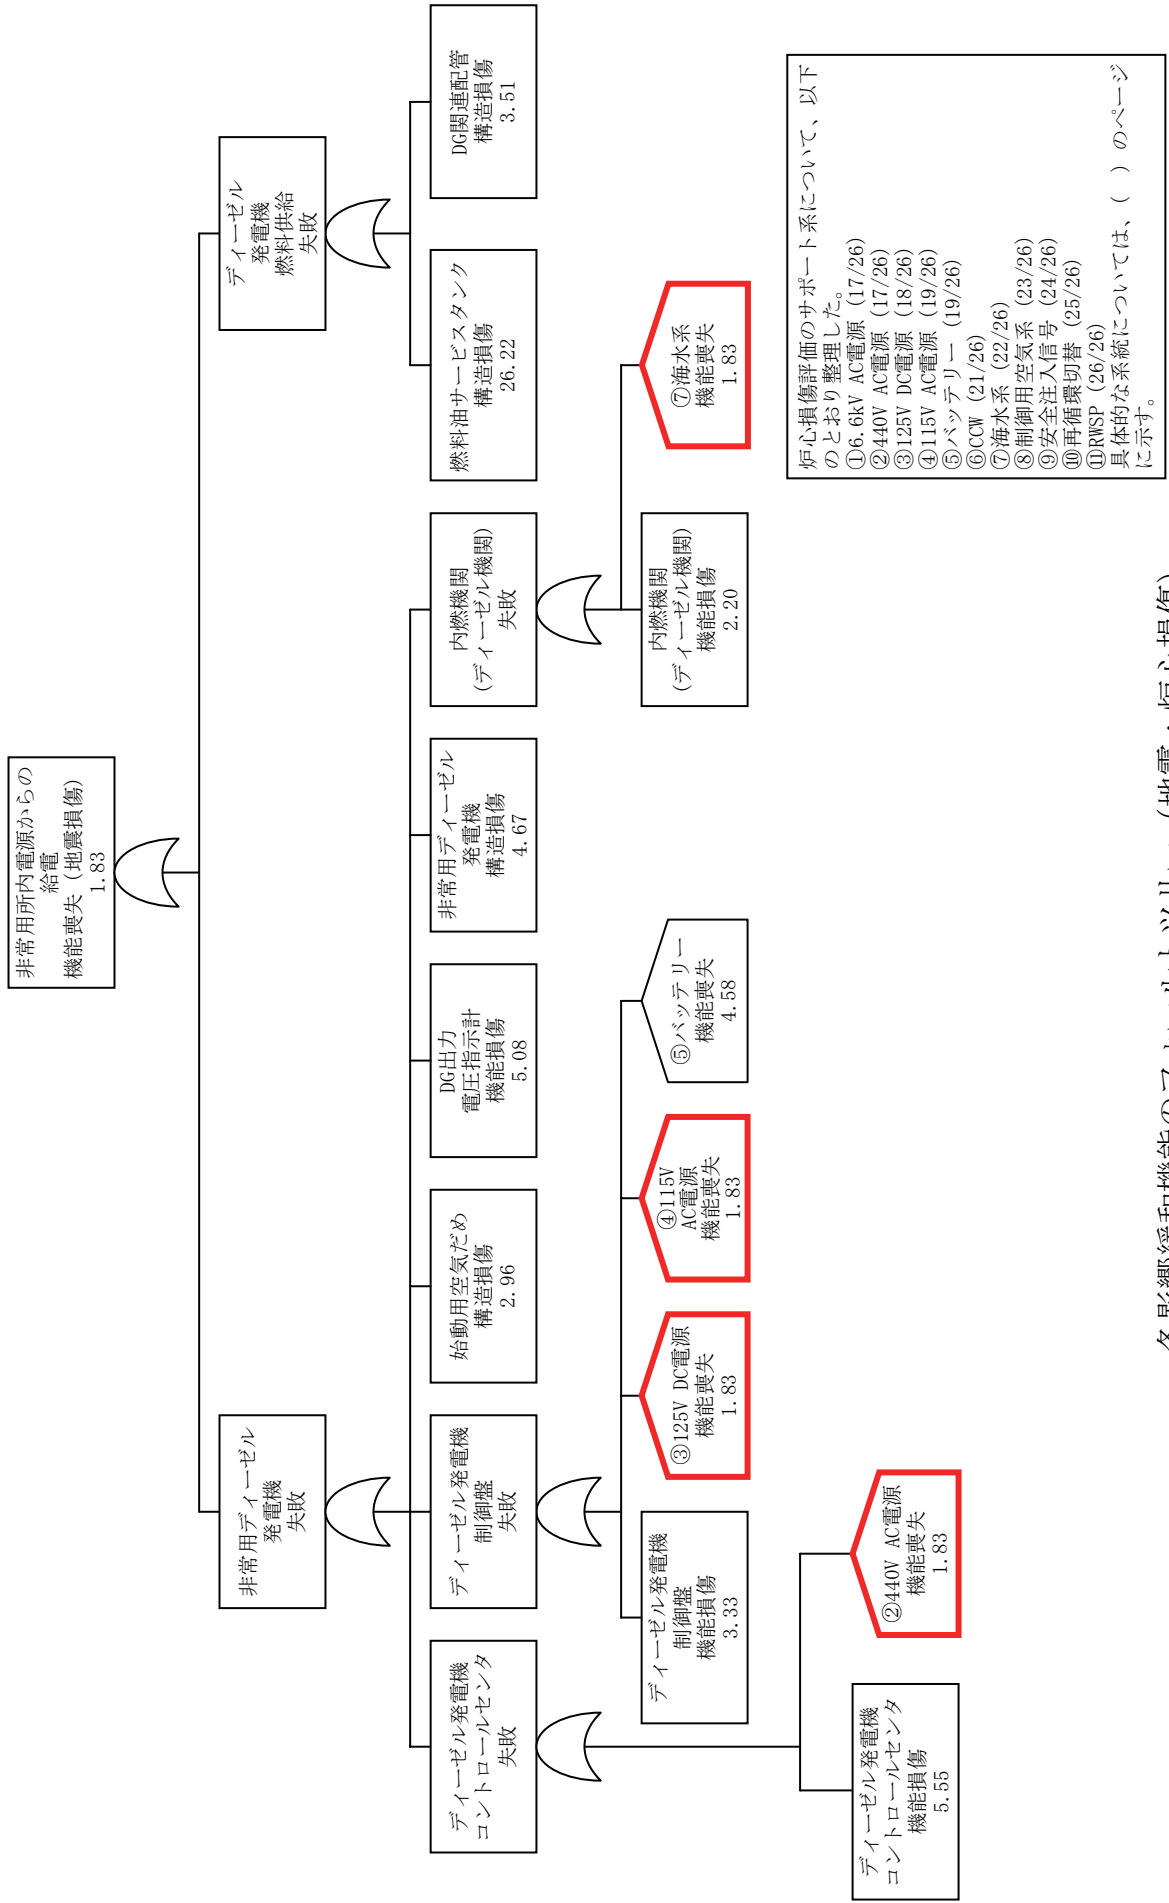 非常用所内電源からの
給電
機能喪失（地震損傷）
1.83
非常用ディーゼル
発電機
失敗
ディーゼル
発電機
燃料供給
失敗
ディーゼル発電機
コントロールセンタ
失敗
ディーゼル発電機
制御盤
失敗
始動用空気だめ
構造損傷
2.96
DG出力
電圧指示計
機能損傷
5.08
非常用ディーゼル
発電機
構造損傷
4.67
内燃機関
(ディーゼル機関)
失敗
燃料油サービスタンク
構造損傷
26.22
DG関連配管
構造損傷
3.51
ディーゼル発電機
制御盤
機能損傷
3.33
③125V DC電源
機能喪失
1.83
④115V
AC電源
機能喪失
1.83
⑤バッテリー
機能喪失
4.58
内燃機関
(ディーゼル機関)
機能損傷
2.20
⑦海水系
機能喪失
1.83
ディーゼル発電機
コントロールセンタ
機能損傷
5.55
②440V AC電源
機能喪失
1.83
炉心損傷評価のサポート系について、以下
のとおり整理した。
①6.6kV AC電源 (17/26)
②440V AC電源 (17/26)
③125V DC電源 (18/26)
④115V AC電源 (19/26)
⑤バッテリー (19/26)
⑥CCW (21/26)
⑦海水系 (22/26)
⑧制御用空気系 (23/26)
⑨安全注入信号 (24/26)
⑩再循環切替 (25/26)
⑪RWSP (26/26)
具体的な系統については、( ) のページ
に示す。